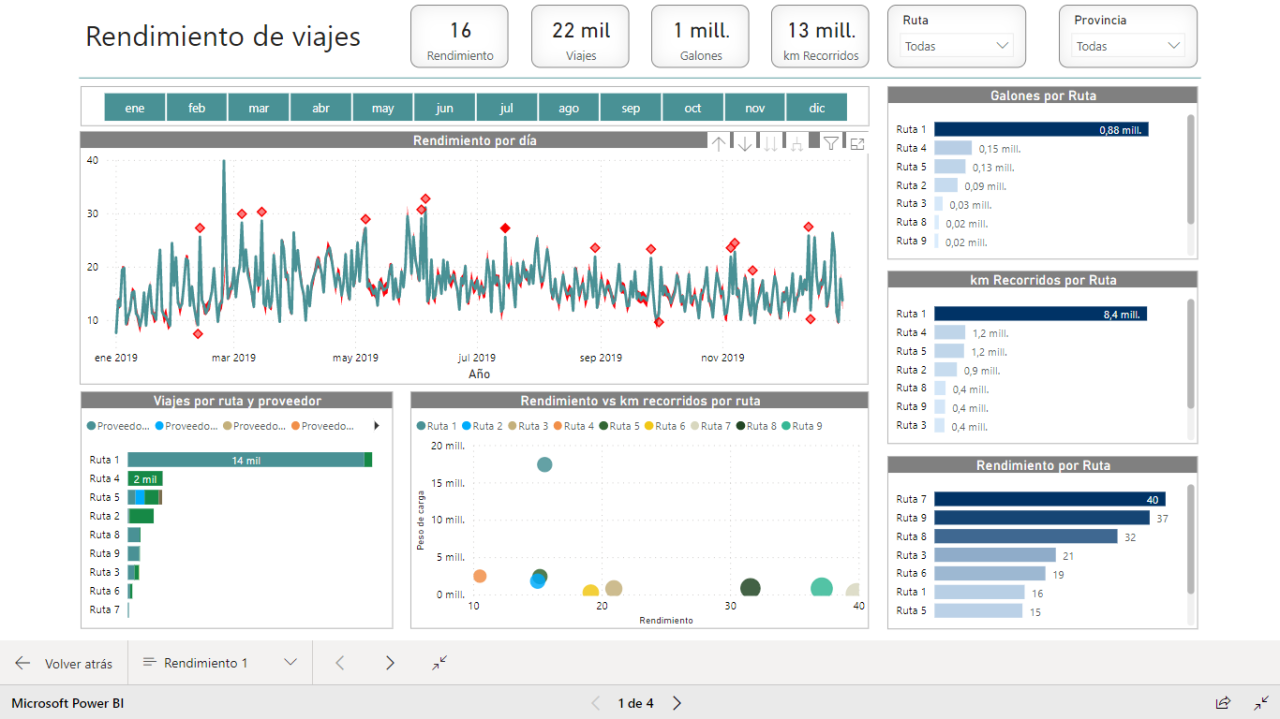 Rendimiento de viajes
16
Rendimiento
22 mil
Viajes
1 mill.
Galones
13 mill.
km Recorridos
Ruta
Todas
Provincia
Todas
ene feb mar abr may jun jul ago sep oct nov dic
Rendimiento por día
40
30
20
10
ene 2019 mar 2019 may 2019 jul 2019 sep 2019 nov 2019
Año
Galones por Ruta
Ruta 1 0,88 mill.
Ruta 4 0,15 mill.
Ruta 5 0,13 mill.
Ruta 2 0,09 mill.
Ruta 3 0,03 mill.
Ruta 8 0,02 mill.
Ruta 9 0,02 mill.
km Recorridos por Ruta
Ruta 1 8,4 mill.
Ruta 4 1,2 mill.
Ruta 5 1,2 mill.
Ruta 2 0,9 mill.
Ruta 8 0,4 mill.
Ruta 9 0,4 mill.
Ruta 3 0,4 mill.
Viajes por ruta y proveedor
Proveedo... Proveedo... Proveedo... Proveedo...
Ruta 1 14 mil
Ruta 4 2 mil
Ruta 5
Ruta 2
Ruta 8
Ruta 9
Ruta 3
Ruta 6
Ruta 7
Rendimiento vs km recorridos por ruta
Ruta 1 Ruta 2 Ruta 3 Ruta 4 Ruta 5 Ruta 6 Ruta 7 Ruta 8 Ruta 9
Peso de carga
20 mill.
15 mill.
10 mill.
5 mill.
0 mill.
10 20 30 40
Rendimiento
Rendimiento por Ruta
Ruta 7 40
Ruta 9 37
Ruta 8 32
Ruta 3 21
Ruta 6 19
Ruta 1 16
Ruta 5 15
Volver atrás
Rendimiento 1
Microsoft Power BI
1 de 4